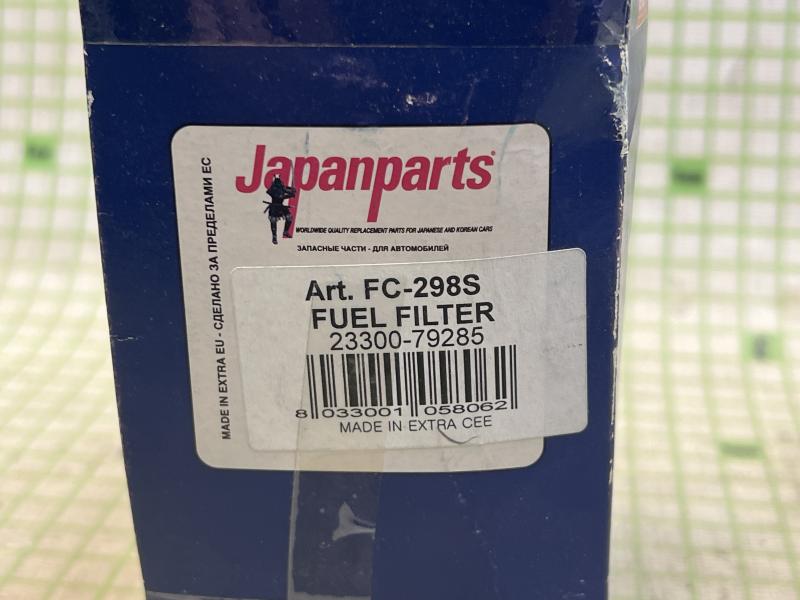 Japanparts
WORLDWIDE QUALITY REPLACEMENT PARTS FOR JAPANESE AND KOREAN CARS
ЗАПАСНЫЕ ЧАСТИ - ДЛЯ АВТОМОБИЛЕЙ
MADE IN EXTRA EU - СДЕЛАНО ЗА ПРЕДЕЛАМИ ЕС
Art. FC-298S
FUEL FILTER
23300-79285
8 033001 058062
MADE IN EXTRA CEE